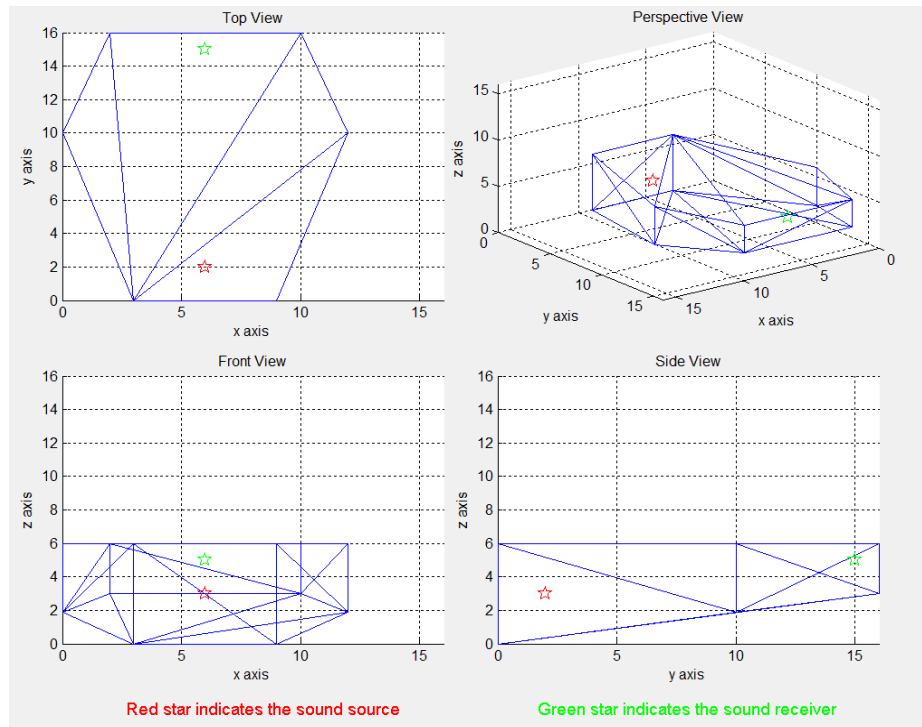 Top View
16
14
12
10
8
6
4
2
0
0 5 10 15
x axis
y axis
Perspective View
15
10
5
0
z axis
0
5
10
15
y axis
15
10
5
0
x axis
Front View
16
14
12
10
8
6
4
2
0
0 5 10 15
x axis
z axis
Side View
16
14
12
10
8
6
4
2
0
0 5 10 15
y axis
z axis
Red star indicates the sound source
Green star indicates the sound receiver